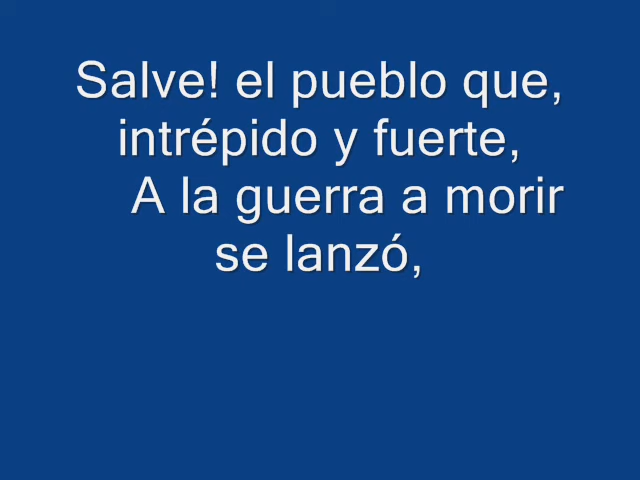 Salve! el pueblo que,
intrépido y fuerte,
A la guerra a morir
se lanzó,